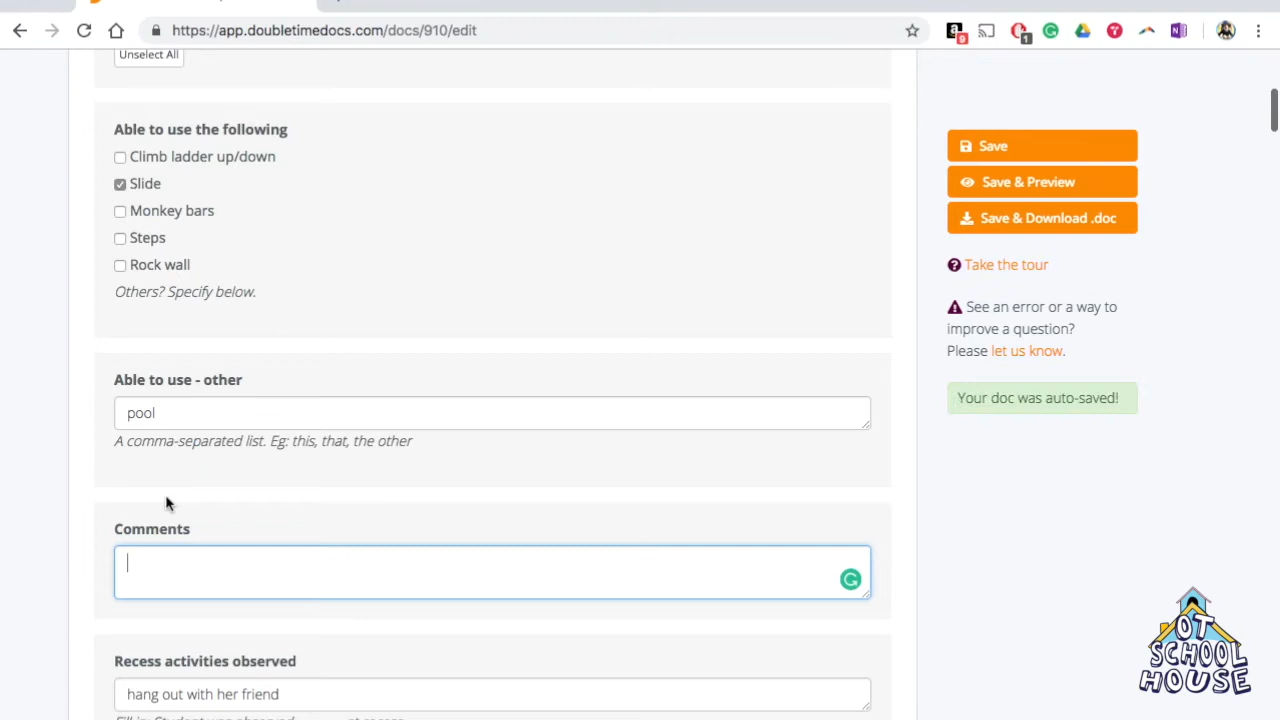 https://app.doubletimedocs.com/docs/910/edit
9
1
Unselect All
Able to use the following
Climb ladder up/down
Slide
Monkey bars
Steps
Rock wall
Others? Specify below.
Able to use - other
pool
A comma-separated list. Eg: this, that, the other
Comments
Recess activities observed
hang out with her friend
Save
Save & Preview
Save & Download .doc
Take the tour
See an error or a way to
improve a question?
Please let us know.
Your doc was auto-saved!
OT
SCHOOL
HOUSE